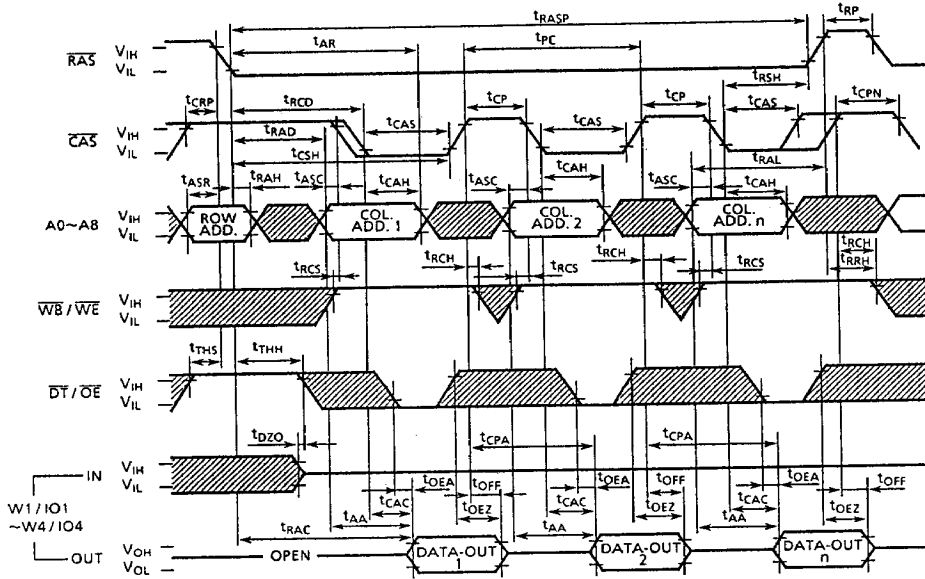 tRASP tRP
tAR tPC
RAS VIH
VIL
tRSH
tCRP tRCD tCP tCP tCAS tCPN
CAS VIH
VIL
tRAD tCAS tCAS
tCSH tRAL
tASR tRAH tASC tCAH tASC tCAH tASC tCAH
A0~A8 VIH
VIL
ROW ADD. COL. ADD. 1 COL. ADD. 2 COL. ADD. n
tRCS tRCH tRCS tRCH tRCS tRCH
tRRH
WB / WE VIH
VIL
tTHS tTHH
DT / OE VIH
VIL
tDZO tCPA tCPA
IN VIH
VIL
tOEA tOFF tOEA tOFF tOEA tOFF
W1 / IO1
~W4 / IO4
tCAC tOEZ tCAC tOEZ tCAC tOEZ
tRAC tAA tAA tAA
OUT VOH
VOL
OPEN DATA-OUT 1 DATA-OUT 2 DATA-OUT n